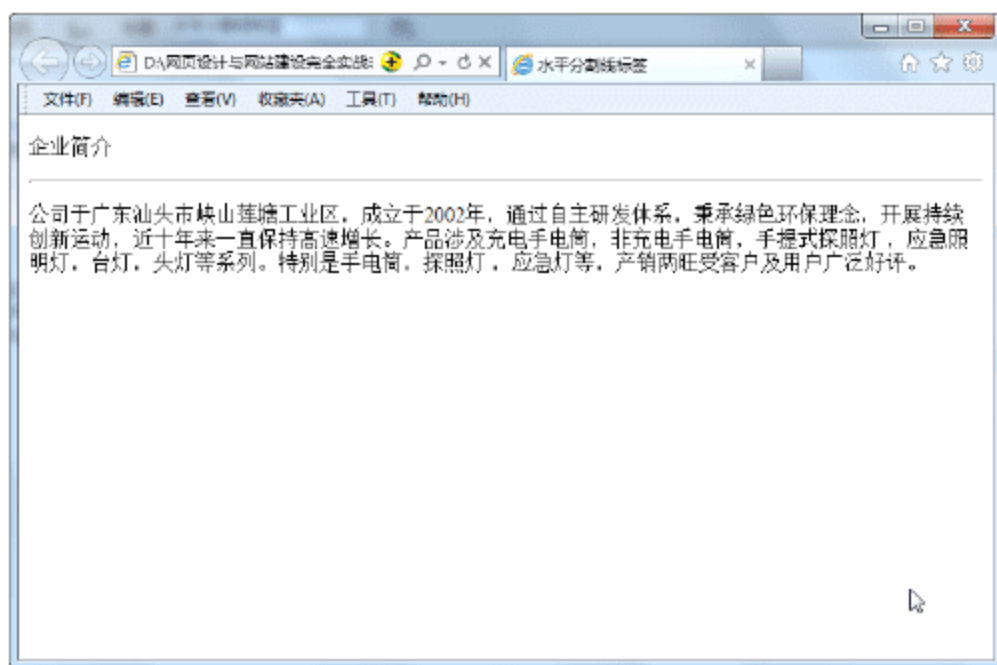 D:\网页设计与网站建设完全实战
水平分割线标签
文件(F) 编辑(E) 查看(V) 收藏夹(A) 工具(T) 帮助(H)
企业简介
公司于广东汕头市峡山莲塘工业区，成立于2002年，通过自主研发体系，秉承绿色环保理念，开展持续
创新运动，近十年来一直保持高速增长。产品涉及充电手电筒，非充电手电筒，手提式探照灯，应急照
明灯，台灯，头灯等系列。特别是手电筒，探照灯，应急灯等，产销两旺受客户及用户广泛好评。